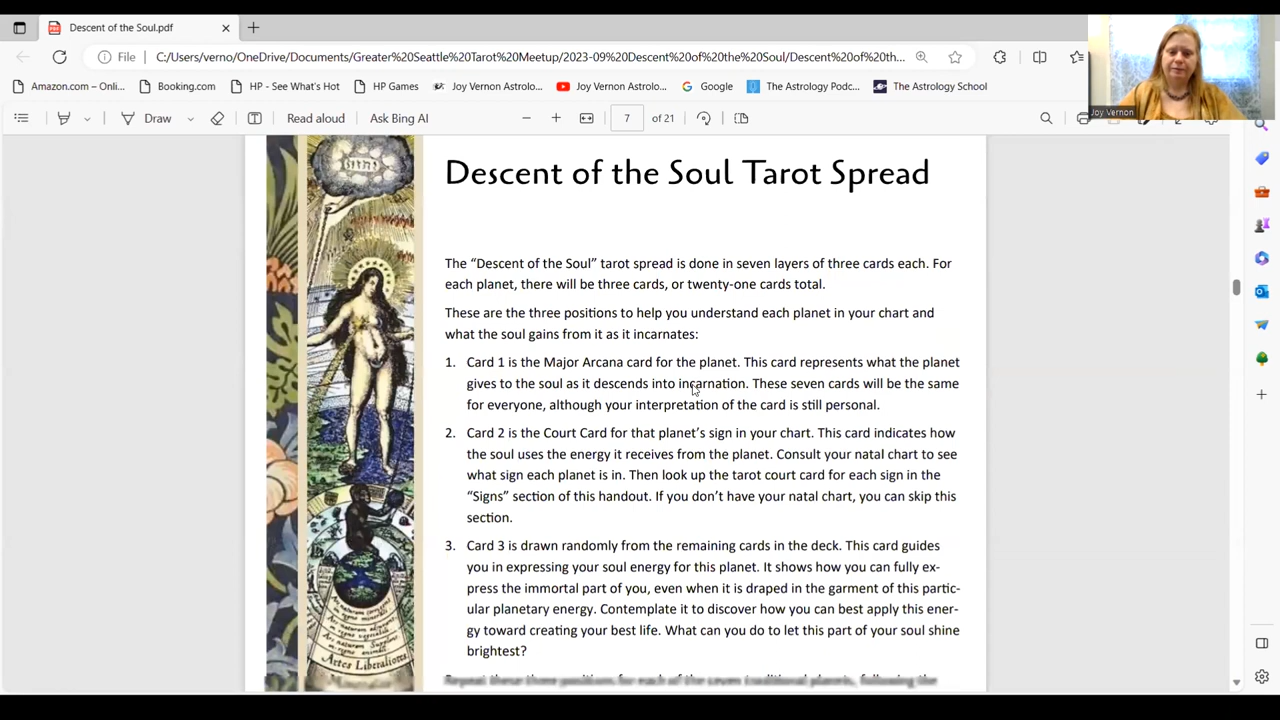 Descent of the Soul.pdf
File C:/Users/verno/OneDrive/Documents/Greater%20Seattle%20Tarot%20Meetup/2023-09%20Descent%20of%20the%20Soul/Descent%20of%20th...
Amazon.com – Onli... Booking.com HP - See What's Hot HP Games Joy Vernon Astrolo... Joy Vernon Astrolo... Google The Astrology Podc... The Astrology School
Joy Vernon
Draw Read aloud Ask Bing 7 of 21
Descent of the Soul Tarot Spread
The “Descent of the Soul” tarot spread is done in seven layers of three cards each. For
each planet, there will be three cards, or twenty-one cards total.
These are the three positions to help you understand each planet in your chart and
what the soul gains from it as it incarnates:
1. Card 1 is the Major Arcana card for the planet. This card represents what the planet
gives to the soul as it descends into incarnation. These seven cards will be the same
for everyone, although your interpretation of the card is still personal.
2. Card 2 is the Court Card for that planet’s sign in your chart. This card indicates how
the soul uses the energy it receives from the planet. Consult your natal chart to see
what sign each planet is in. Then look up the tarot court card for each sign in the
“Signs” section of this handout. If you don’t have your natal chart, you can skip this
section.
3. Card 3 is drawn randomly from the remaining cards in the deck. This card guides
you in expressing your soul energy for this planet. It shows how you can fully ex-
press the immortal part of you, even when it is draped in the garment of this partic-
ular planetary energy. Contemplate it to discover how you can best apply this ener-
gy toward creating your best life. What can you do to let this part of your soul shine
brightest?
Repeat these three positions for each of the seven traditional planets, following the
Artes Liberaliores